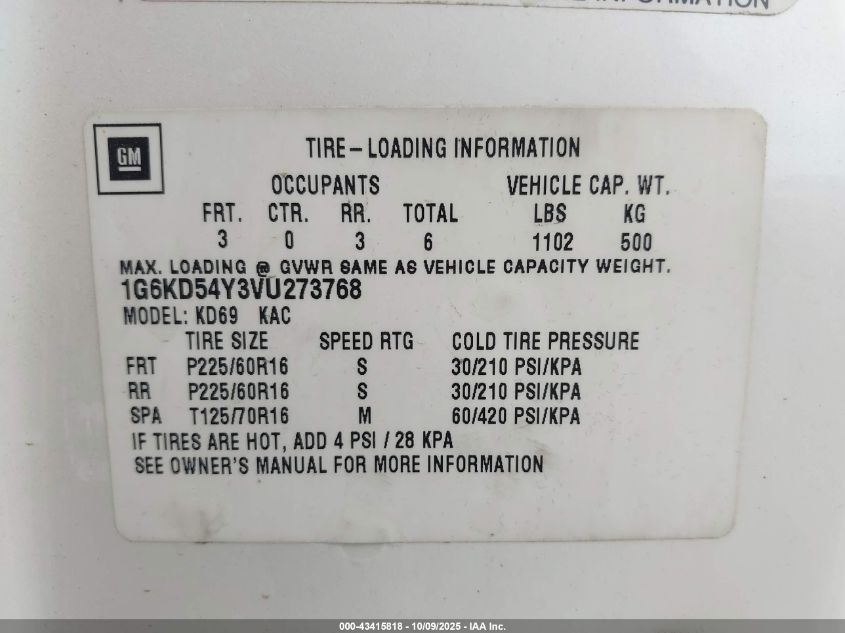 INFORMATION
GM
TIRE-LOADING INFORMATION
OCCUPANTS VEHICLE CAP. WT.
FRT. CTR. RR. TOTAL LBS KG
3 0 3 6 1102 500
MAX. LOADING @ GVWR SAME AS VEHICLE CAPACITY WEIGHT.
1G6KD54Y3VU273768
MODEL: KD69 KAC
TIRE SIZE SPEED RTG COLD TIRE PRESSURE
FRT P225/60R16 S 30/210 PSI/KPA
RR P225/60R16 S 30/210 PSI/KPA
SPA T125/70R16 M 60/420 PSI/KPA
IF TIRES ARE HOT, ADD 4 PSI / 28 KPA
SEE OWNER'S MANUAL FOR MORE INFORMATION
000-43415818 - 10/09/2025 - IAA Inc.